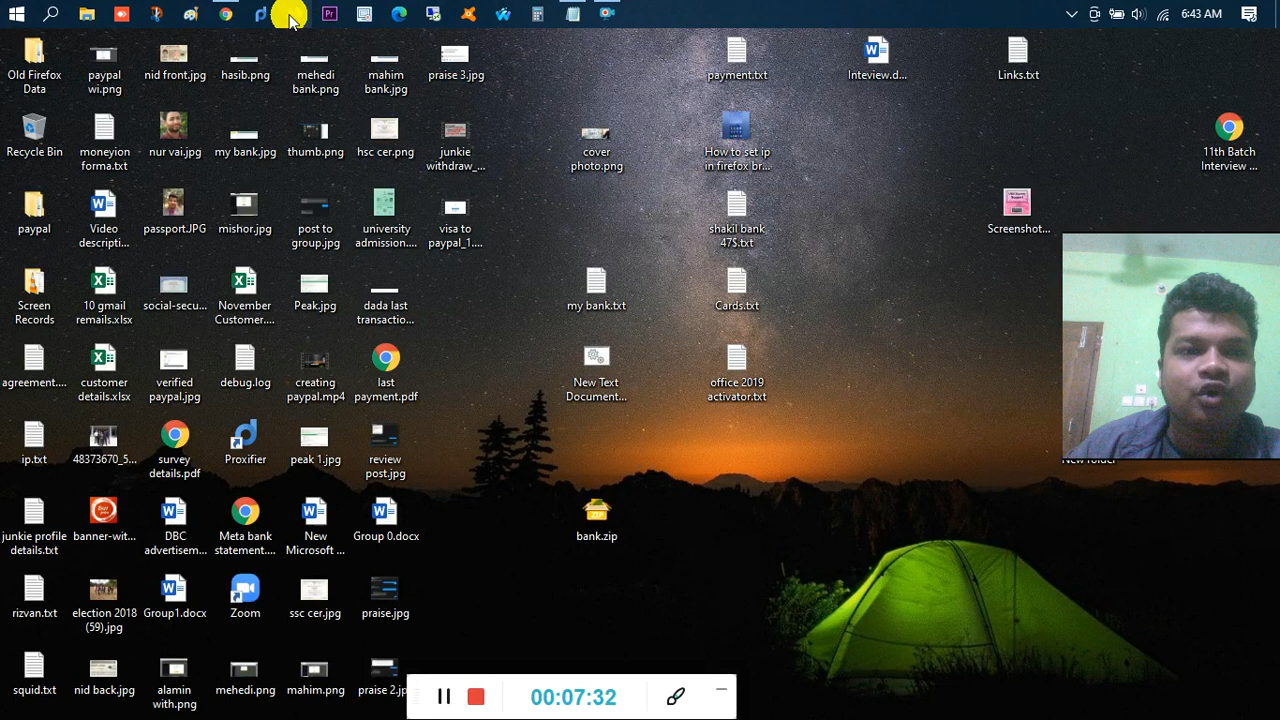 6:43 AM
Old Firefox
Data
paypal
wi.png
nid front.jpg
hasib.png
mehedi
bank.png
mahim
bank.jpg
praise 3.jpg
payment.txt
Inteview.d...
Links.txt
Recycle Bin
moneyion
forma.txt
nur vai.jpg
my bank.jpg
thumb.png
hsc cer.png
junkie
withdraw_...
cover
photo.png
How to set ip
in firefox br...
11th Batch
Interview ...
paypal
Video
descripti...
passport.JPG
mishor.jpg
post to
group.jpg
university
admission....
visa to
paypal_1....
shakil bank
47$.txt
Screenshot...
Screen
Records
10 gmail
remails.xlsx
social-secu...
November
Customer....
Peak.jpg
dada last
transactio...
my bank.txt
Cards.txt
agreement....
customer
details.xlsx
verified
paypal.jpg
debug.log
creating
paypal.mp4
last
payment.pdf
New Text
Document...
office 2019
activator.txt
ip.txt
48373670_5...
survey
details.pdf
Proxifier
peak 1.jpg
review
post.jpg
New folder
junkie profile
details.txt
banner-wit...
DBC
advertisem...
Meta bank
statement....
New
Microsoft ...
Group 0.docx
bank.zip
rizvan.txt
election 2018
(59).jpg
Group1.docx
Zoom
ssc cer.jpg
praise.jpg
squid.txt
nid back.jpg
alamin
with.png
mehedi.png
mahim.png
praise 2.jp
00:07:32